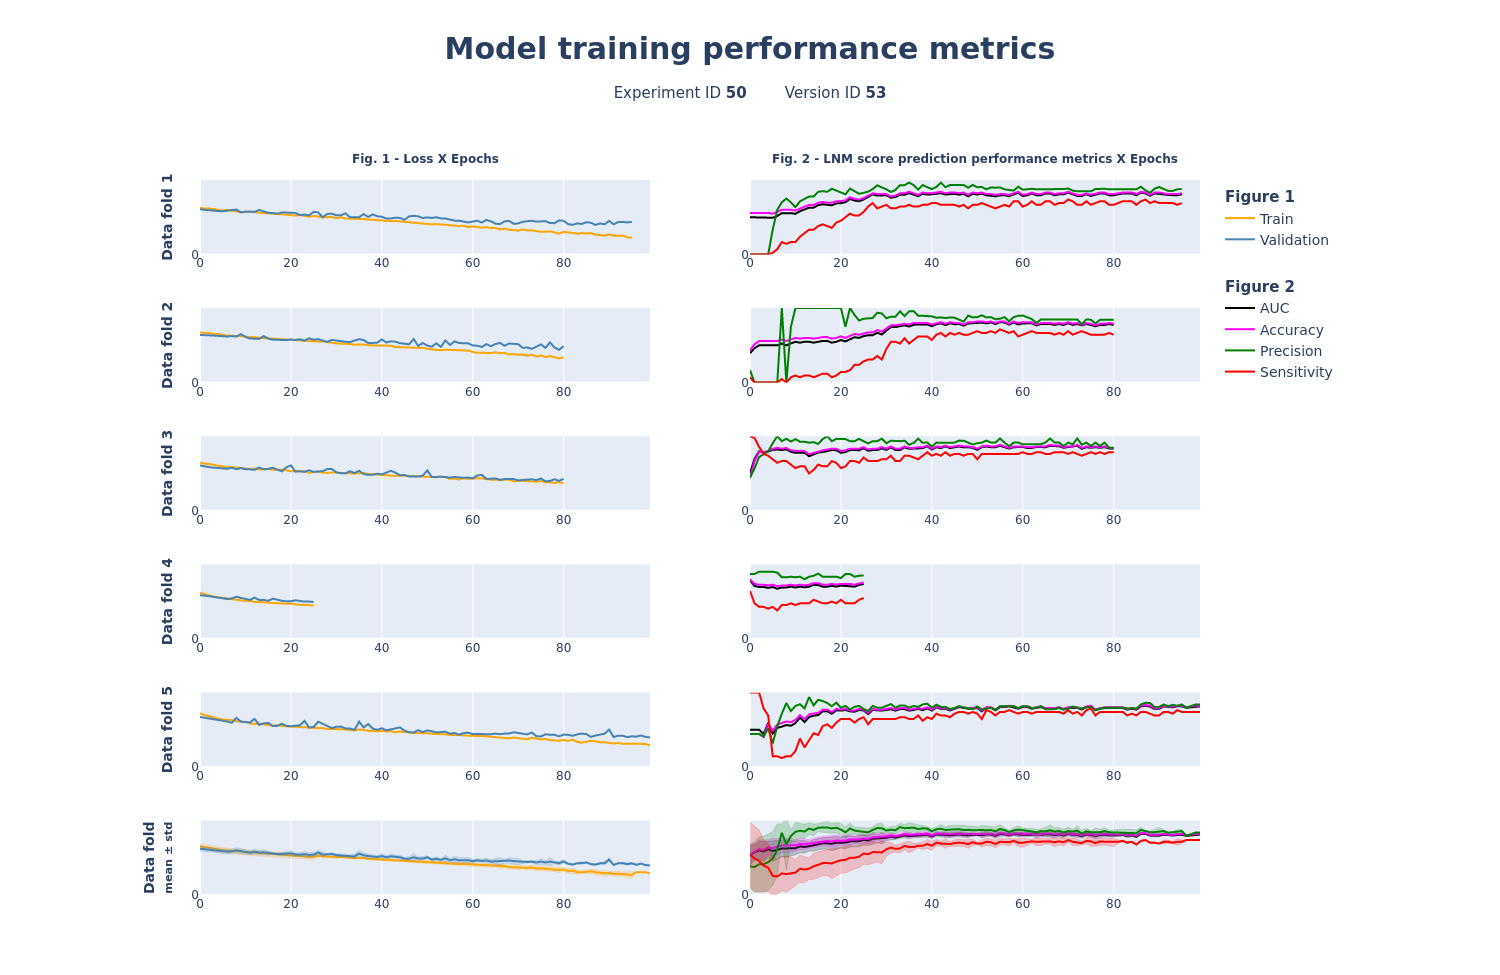 Model training performance metrics
Experiment ID 50 Version ID 53
Fig. 1 - Loss X Epochs
Fig. 2 - LNM score prediction performance metrics X Epochs
Data fold 1
0
0 20 40 60 80
0
0 20 40 60 80
Figure 1
Train
Validation
Figure 2
AUC
Accuracy
Precision
Sensitivity
Data fold 2
0
0 20 40 60 80
0
0 20 40 60 80
Data fold 3
0
0 20 40 60 80
0
0 20 40 60 80
Data fold 4
0
0 20 40 60 80
0
0 20 40 60 80
Data fold 5
0
0 20 40 60 80
0
0 20 40 60 80
Data fold
mean ± std
0
0 20 40 60 80
0
0 20 40 60 80